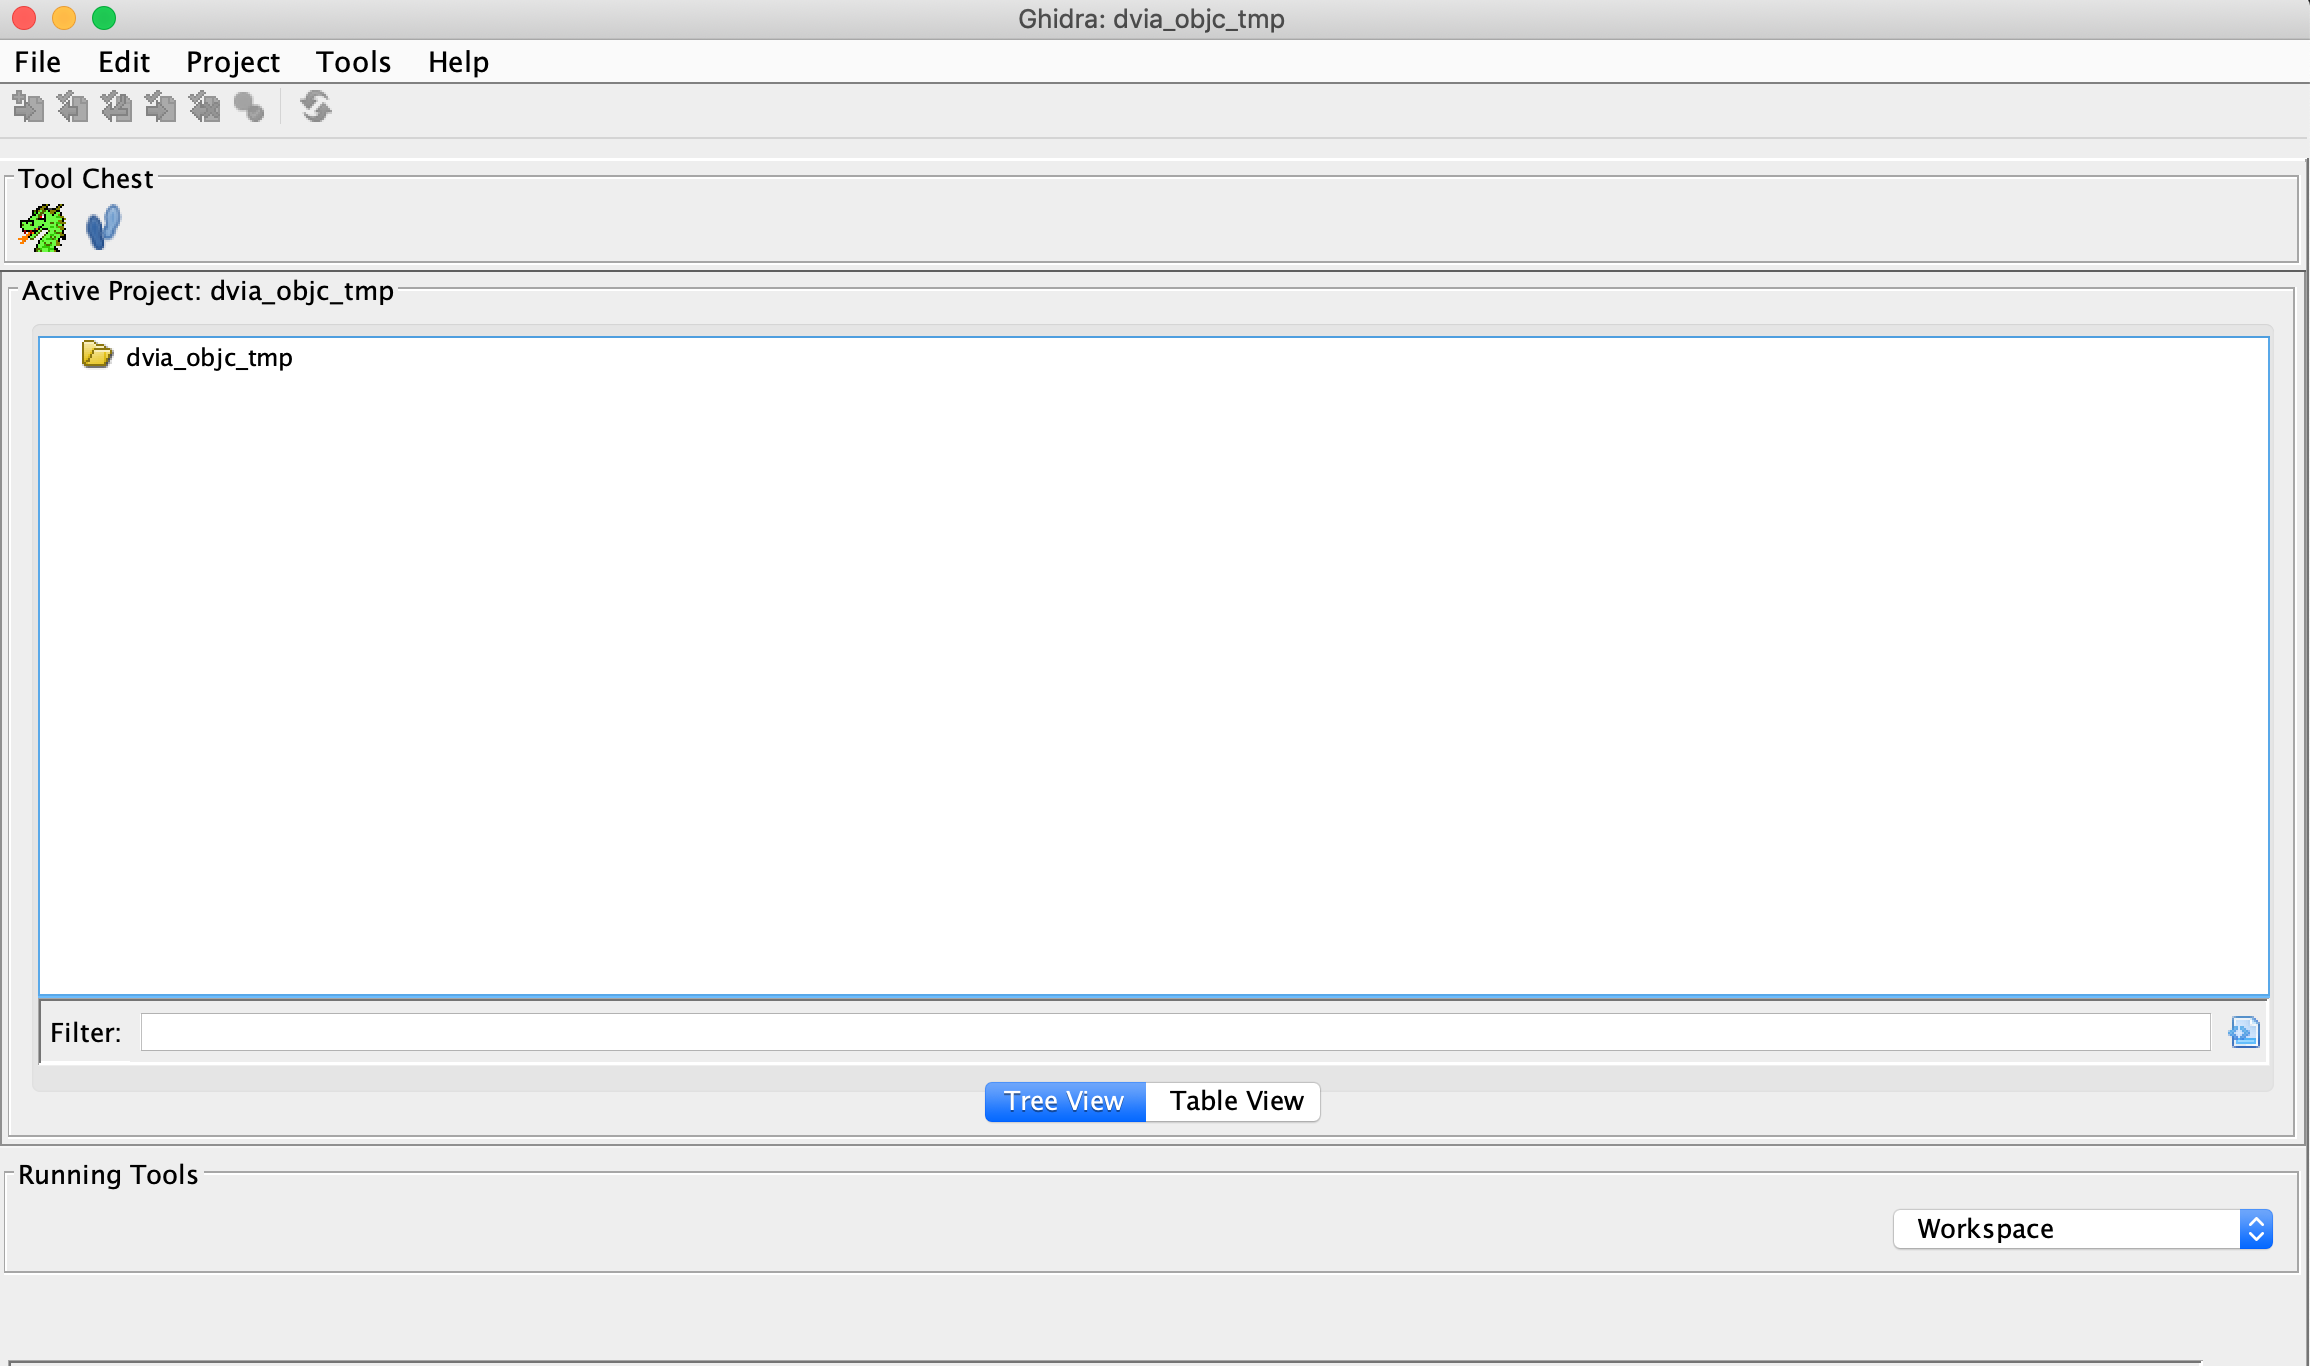 Ghidra: dvia_objc_tmp
File Edit Project Tools Help
Tool Chest
Active Project: dvia_objc_tmp
dvia_objc_tmp
Filter:
Tree View Table View
Running Tools
Workspace